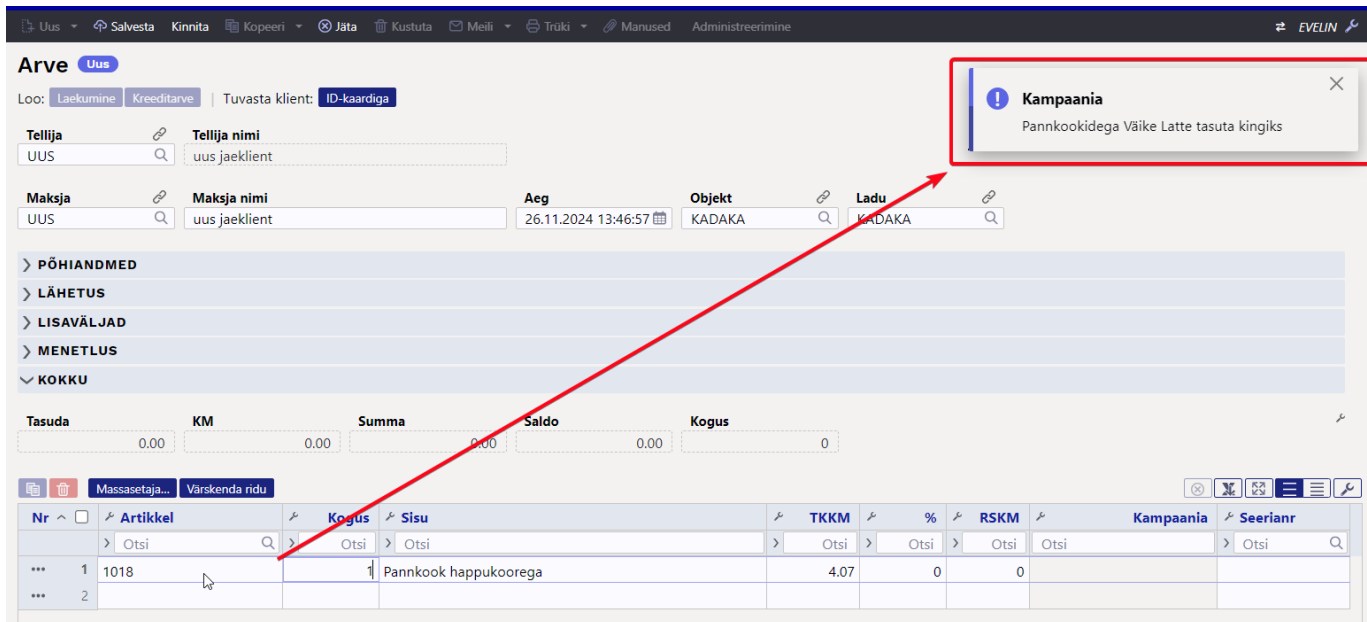 Uus Salvesta Kinnita Kopeeri Jäta Kustuta Meili Trüki Manused Administreerimine EVELIN
Arve Uus
Loo: Laekumine Kreeditarve | Tuvasta klient: ID-kaardiga
Kampaania
Pannkookidega Väike Latte tasuta kingiks
Tellija Tellija nimi
UUS uus jaeklient
Maksja Maksja nimi Aeg Objekt Ladu
UUS uus jaeklient 26.11.2024 13:46:57 KADAKA KADAKA
PÕHIANDMED
LÄHETUS
LISAVÄLJAD
MENETLUS
KOKKU
Tasuda KM Summa Saldo Kogus
0.00 0.00 0.00 0.00 0
Massasetaja... Värskenda ridu
Nr Artikkel Kogus Sisu TKKM % RSKM Kampaania Seerianr
Otsi Otsi Otsi Otsi Otsi Otsi Otsi Otsi
1 1018 1 Pannkook happukoorega 4.07 0 0
2